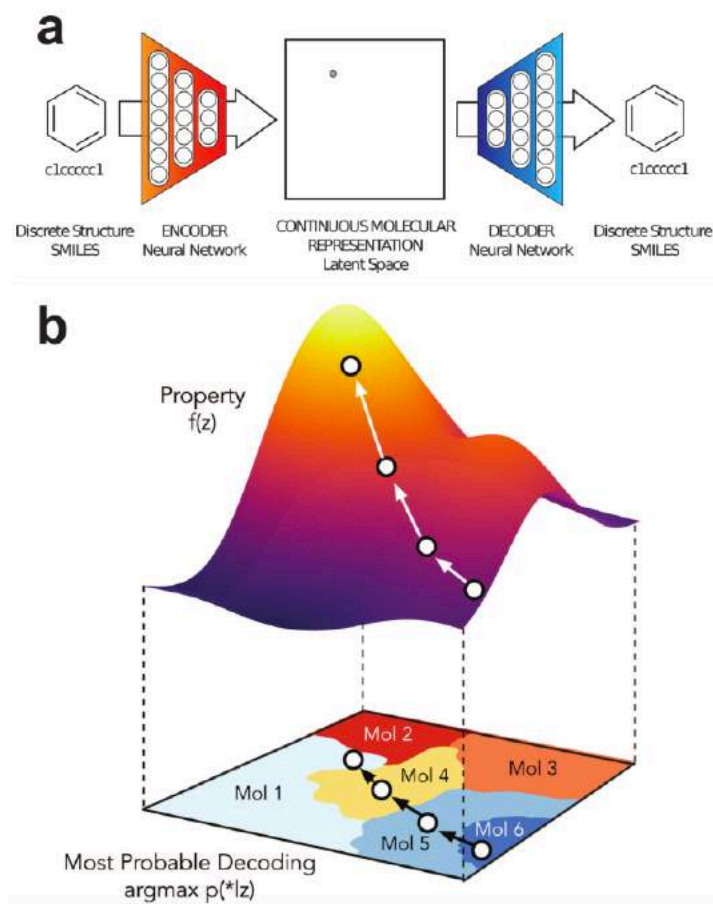 a
c1ccccc1
c1ccccc1
Discrete Structure
SMILES
ENCODER
Neural Network
CONTINUOUS MOLECULAR
REPRESENTATION
Latent Space
DECODER
Neural Network
Discrete Structure
SMILES
b
Property
f(z)
Mol 2
Mol 4
Mol 3
Mol 1
Mol 5
Mol 6
Most Probable Decoding
argmax p(*lz)